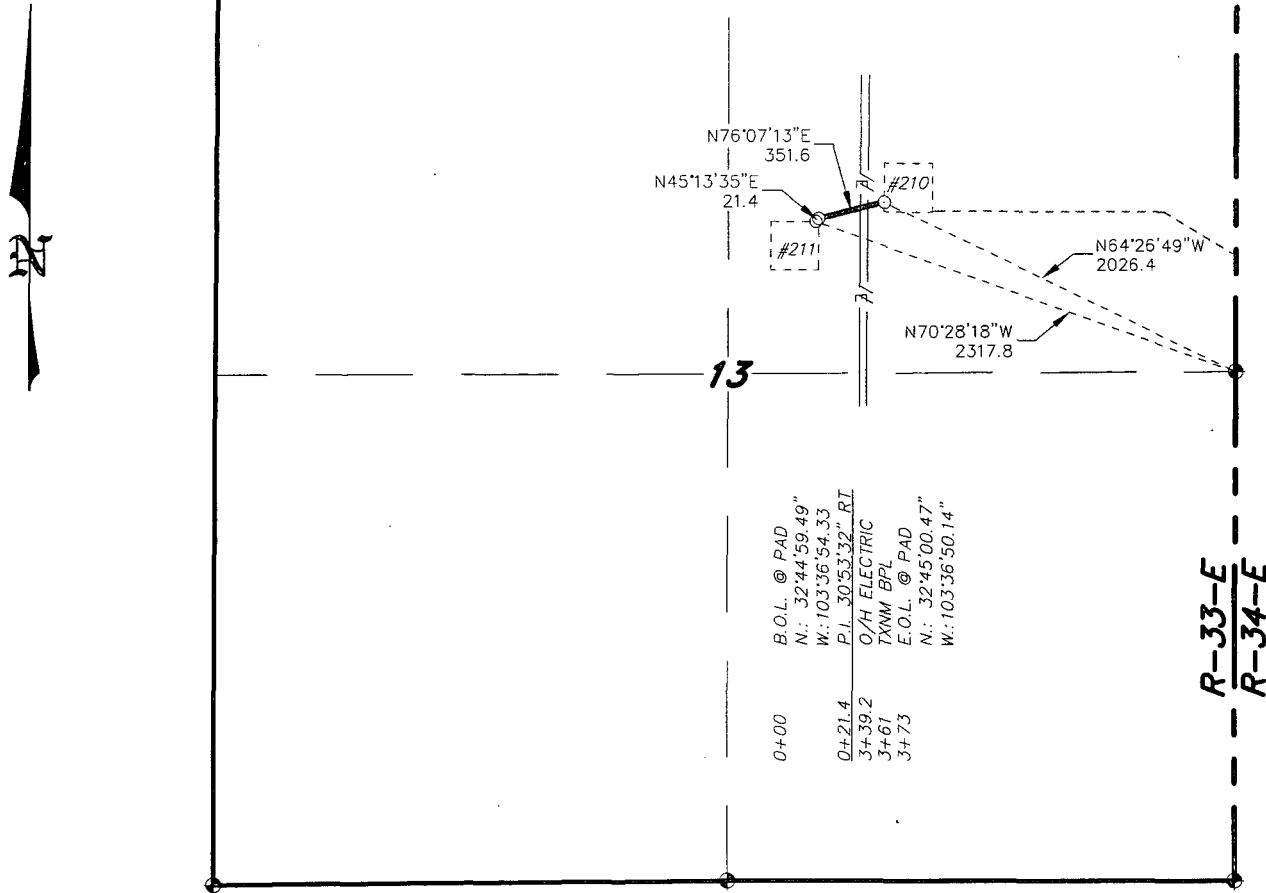 N
N76°07'13"E
351.6
N45°13'35"E
21.4
#210
#211
N64°26'49"W
2026.4
N70°28'18"W
2317.8
13
0+00 B.O.L. @ PAD
N.: 32°44'59.49"
W.: 103°36'54.33
0+21.4 P.I. 30°53'32" RT
3+39.2 O/H ELECTRIC
3+61 TXNM BPL
3+73 E.O.L. @ PAD
N.: 32°45'00.47"
W.: 103°36'50.14"
R-33-E
R-34-E